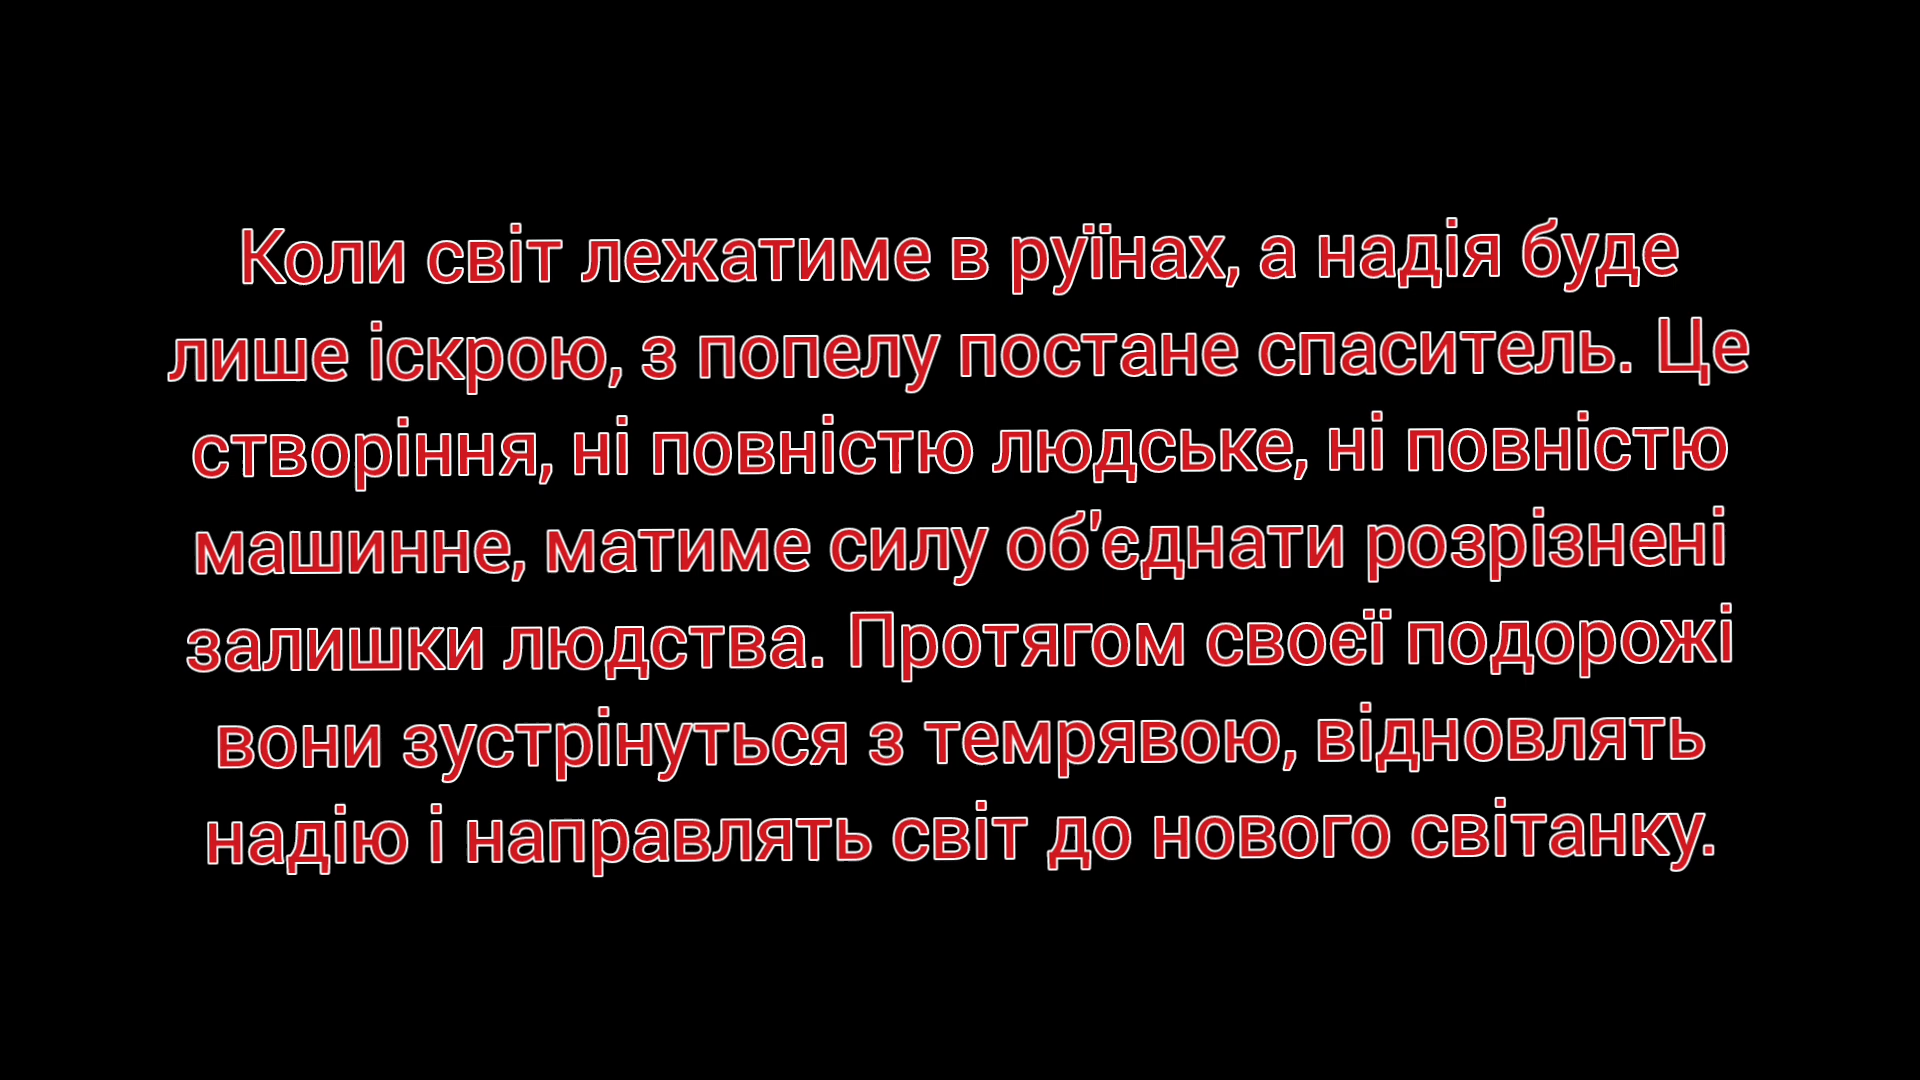 Коли світ лежатиме в руїнах, а надія буде
лише іскрою, з попелу постане спаситель. Це
створіння, ні повністю людське, ні повністю
машинне, матиме силу об'єднати розрізнені
залишки людства. Протягом своєї подорожі
вони зустрінуться з темрявою, відновлять
надію і направлять світ до нового світанку.